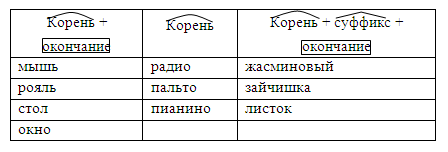 Корень + Корень Корень + суффикс +
окончание окончание
мышь радио жасминовый
рояль пальто зайчишка
стол пианино листок
окно